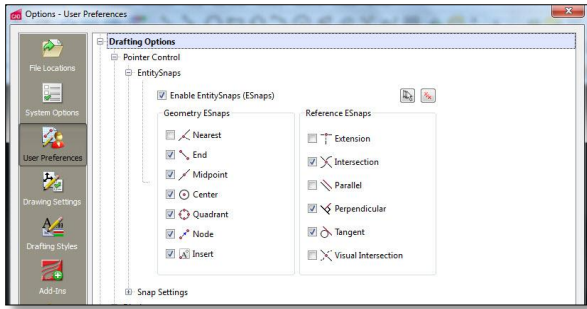 Options - User Preferences
Drafting Options
Pointer Control
EntitySnaps
Enable EntitySnaps (ESnaps)
Geometry ESnaps
Nearest
End
Midpoint
Center
Quadrant
Node
Insert
Reference ESnaps
Extension
Intersection
Parallel
Perpendicular
Tangent
Visual Intersection
Snap Settings
File Locations
System Options
User Preferences
Drawing Settings
Drafting Styles
Add-Ins